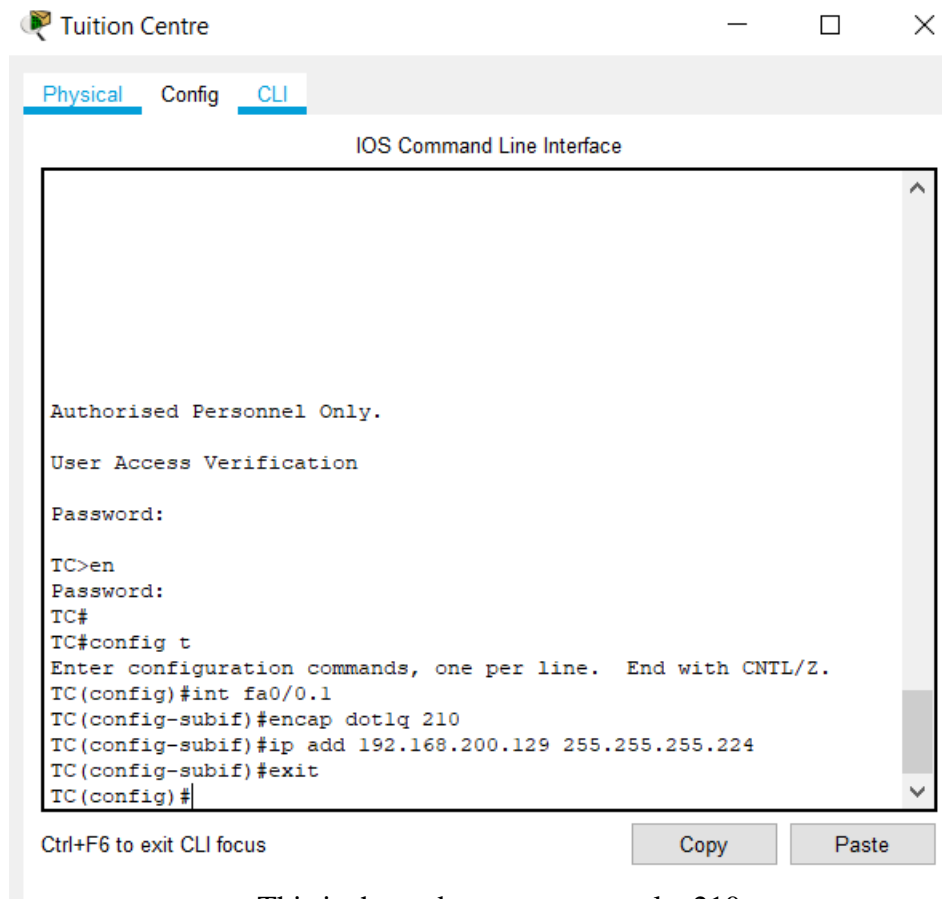 Tuition Centre
Physical Config CLI
IOS Command Line Interface
Authorised Personnel Only.
User Access Verification
Password:
TC>en
Password:
TC#
TC#config t
Enter configuration commands, one per line. End with CNTL/Z.
TC(config)#int fa0/0.1
TC(config-subif)#encap dot1q 210
TC(config-subif)#ip add 192.168.200.129 255.255.255.224
TC(config-subif)#exit
TC(config)#
Ctrl+F6 to exit CLI focus
Copy Paste